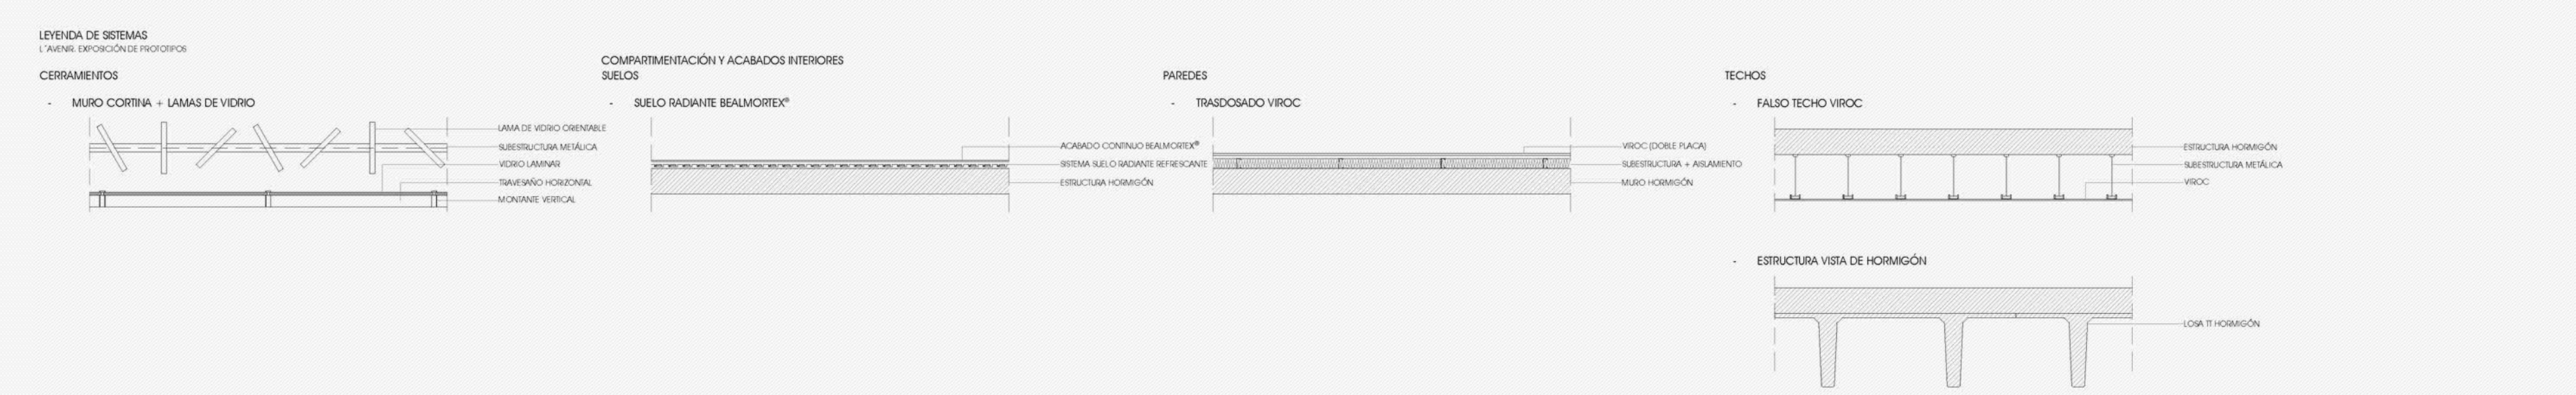 LEYENDA DE SISTEMAS
L´AVENIR. EXPOSICIÓN DE PROTOTIPOS
CERRAMIENTOS
- MURO CORTINA + LAMAS DE VIDRIO
LAMA DE VIDRIO ORIENTABLE
SUBESTRUCTURA METÁLICA
VIDRIO LAMINAR
TRAVESAÑO HORIZONTAL
MONTANTE VERTICAL
COMPARTIMENTACIÓN Y ACABADOS INTERIORES
SUELOS
- SUELO RADIANTE BEALMORTEX®
ACABADO CONTINUO BEALMORTEX®
SISTEMA SUELO RADIANTE REFRESCANTE
ESTRUCTURA HORMIGÓN
PAREDES
- TRASDOSADO VIROC
VIROC (DOBLE PLACA)
SUBESTRUCTURA + AISLAMIENTO
MURO HORMIGÓN
TECHOS
- FALSO TECHO VIROC
ESTRUCTURA HORMIGÓN
SUBESTRUCTURA METÁLICA
VIROC
- ESTRUCTURA VISTA DE HORMIGÓN
LOSA TT HORMIGÓN